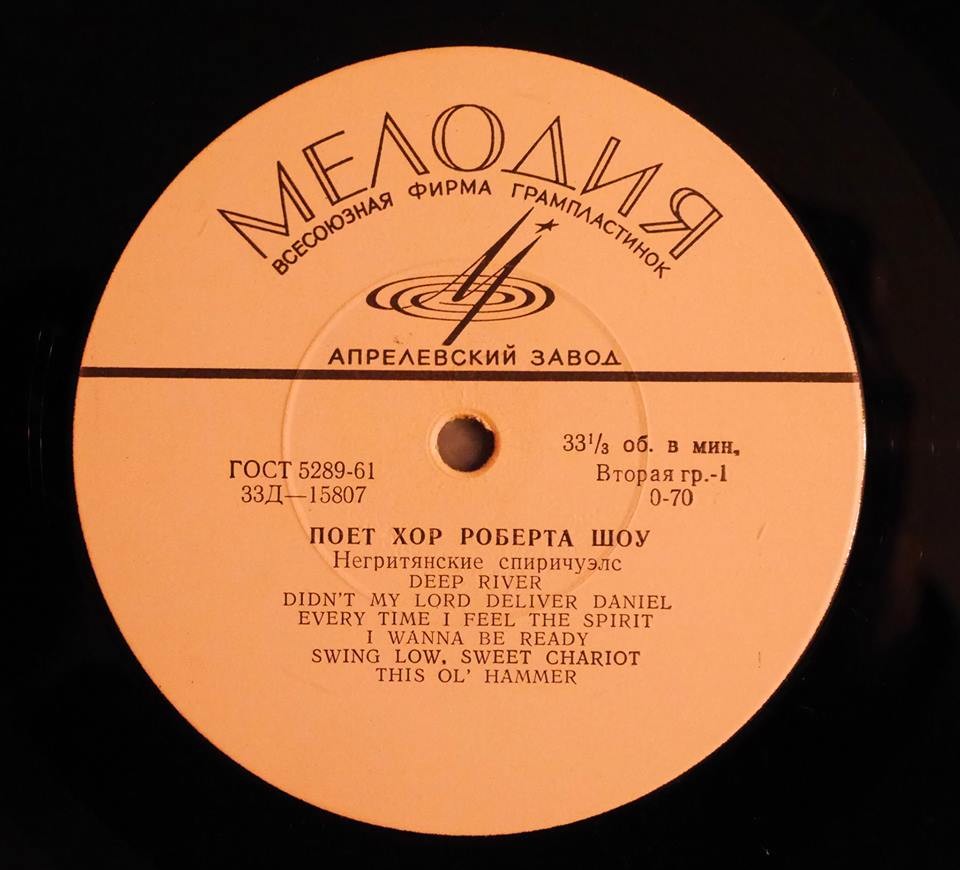 МЕЛОДИЯ
ВСЕСОЮЗНАЯ ФИРМА ГРАМПЛАСТИНОК
АПРЕЛЕВСКИЙ ЗАВОД
ГОСТ 5289-61
33Д—15807
33⅓ об. в мин,
Вторая гр.-1
0-70
ПОЕТ ХОР РОБЕРТА ШОУ
Негритянские спиричуэлс
DEEP RIVER
DIDN'T MY LORD DELIVER DANIEL
EVERY TIME I FEEL THE SPIRIT
I WANNA BE READY
SWING LOW, SWEET CHARIOT
THIS OL' HAMMER